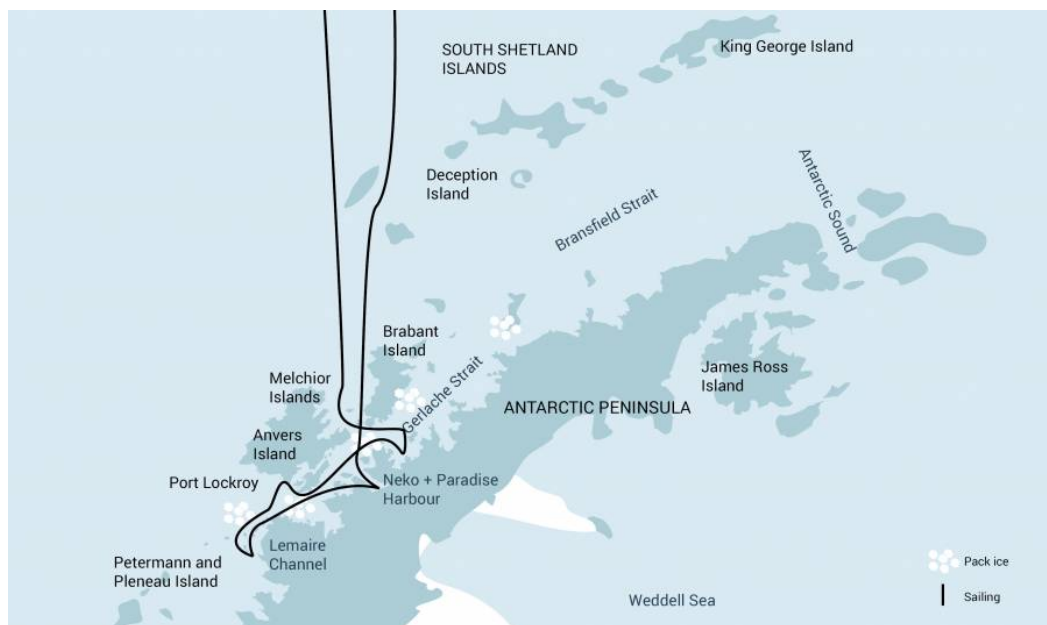 King George Island
SOUTH SHETLAND
ISLANDS
Deception
Island
Antarctic Sound
Bransfield Strait
Brabant
Island
James Ross
Island
Gerlache Strait
Melchior
Islands
ANTARCTIC PENINSULA
Anvers
Island
Port Lockroy
Neko + Paradise
Harbour
Lemaire
Channel
Petermann and
Pleneau Island
Pack ice
Sailing
Weddell Sea